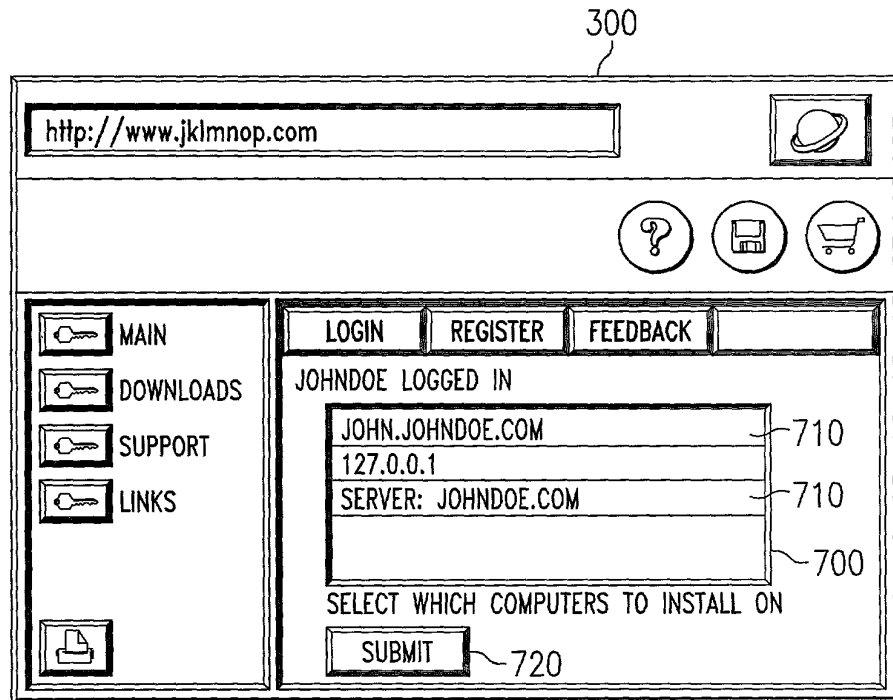 300
http://www.jklmnop.com
?
MAIN
DOWNLOADS
SUPPORT
LINKS
LOGIN REGISTER FEEDBACK
JOHNDOE LOGGED IN
JOHN.JOHNDOE.COM 710
127.0.0.1
SERVER: JOHNDOE.COM 710
700
SELECT WHICH COMPUTERS TO INSTALL ON
SUBMIT 720